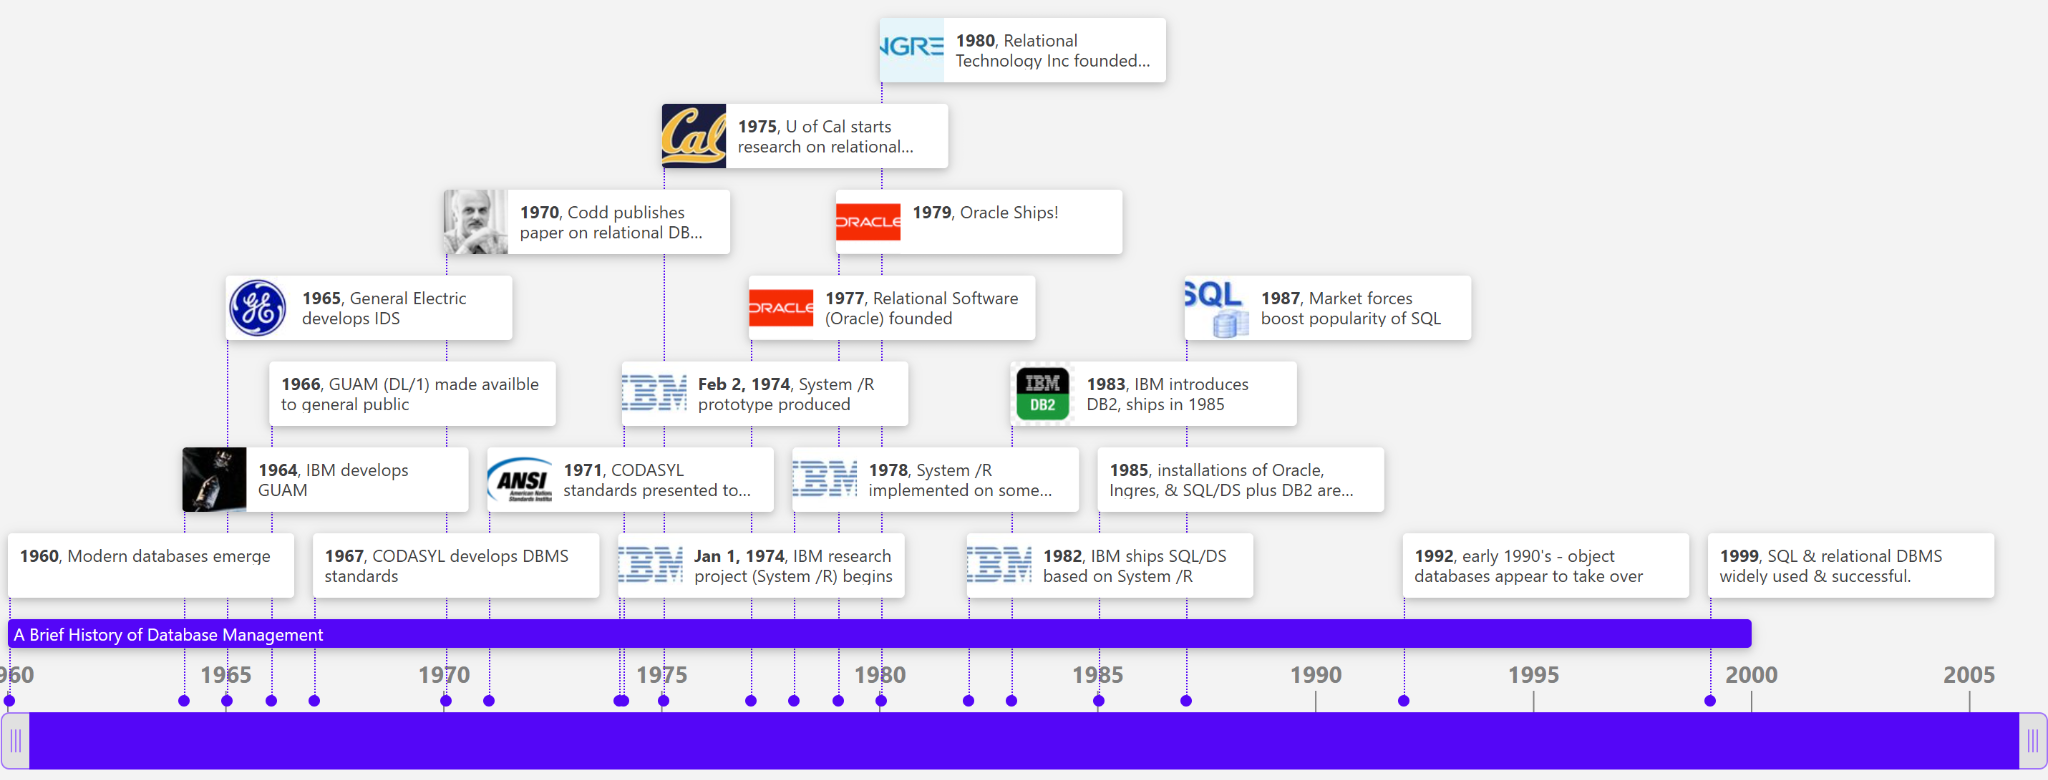 NGRE
1980, Relational
Technology Inc founded...
Cal
1975, U of Cal starts
research on relational...
1970, Codd publishes
paper on relational DB...
ORACLE
1979, Oracle Ships!
GE
1965, General Electric
develops IDS
ORACLE
1977, Relational Software
(Oracle) founded
SQL
1987, Market forces
boost popularity of SQL
1966, GUAM (DL/1) made availble
to general public
IBM
Feb 2, 1974, System /R
prototype produced
IBM
DB2
1983, IBM introduces
DB2, ships in 1985
1964, IBM develops
GUAM
ANSI
American Nation
Standards Institu
1971, CODASYL
standards presented to...
IBM
1978, System /R
implemented on some...
1985, installations of Oracle,
Ingres, & SQL/DS plus DB2 are...
1960, Modern databases emerge
1967, CODASYL develops DBMS
standards
IBM
Jan 1, 1974, IBM research
project (System /R) begins
IBM
1982, IBM ships SQL/DS
based on System /R
1992, early 1990's - object
databases appear to take over
1999, SQL & relational DBMS
widely used & successful.
A Brief History of Database Management
960 1965 1970 1975 1980 1985 1990 1995 2000 2005